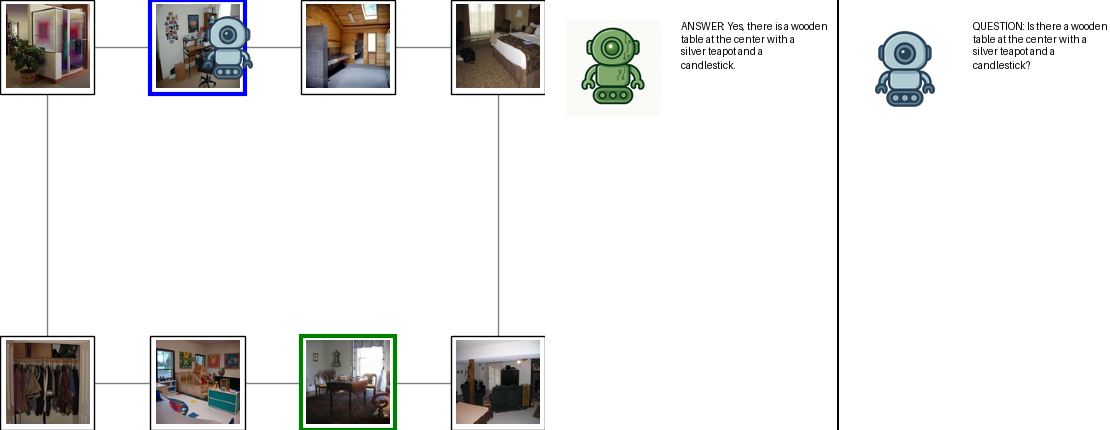 ANSWER: Yes, there is a wooden
table at the center with a
silver teapot and a
candlestick.
QUESTION: Is there a wooden
table at the center with a
silver teapot and a
candlestick?